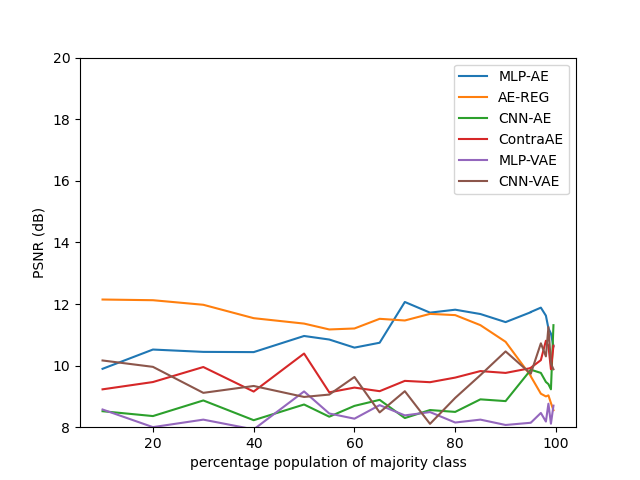 20
18
16
14
12
10
8
PSNR (dB)
MLP-AE
AE-REG
CNN-AE
ContraAE
MLP-VAE
CNN-VAE
20 40 60 80 100
percentage population of majority class